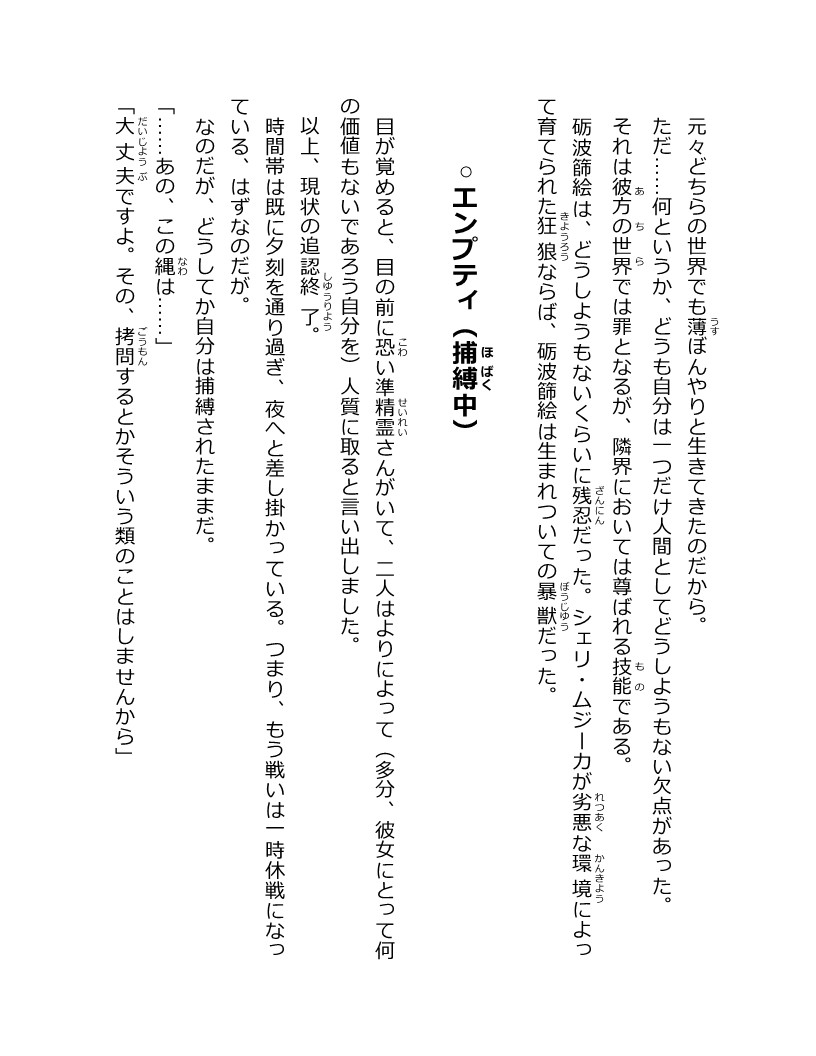 元々どちらの世界でも薄ぼんやりと生きてきたのだから。
ただ……何というか、どうも自分は一つだけ人間としてどうしようもない欠点があった。
それは彼方の世界では罪となるが、隣界においては尊ばれる技能である。
砺波篩絵は、どうしようもないくらいに残忍だった。シェリ・ムジーカが劣悪な環境によっ
て育てられた狂狼ならば、砺波篩絵は生まれついての暴獣だった。
○エンプティ（捕縛中）
目が覚めると、目の前に恐い準精霊さんがいて、二人はよりによって（多分、彼女にとって何
の価値もないであろう自分を）人質に取ると言い出しました。
以上、現状の追認終了。
時間帯は既に夕刻を通り過ぎ、夜へと差し掛かっている。つまり、もう戦いは一時休戦になっ
ている、はずなのだが。
なのだが、どうしてか自分は捕縛されたままだ。
「……あの、この縄は……」
「大丈夫ですよ。その、拷問するとかそういう類のことはしませんから」